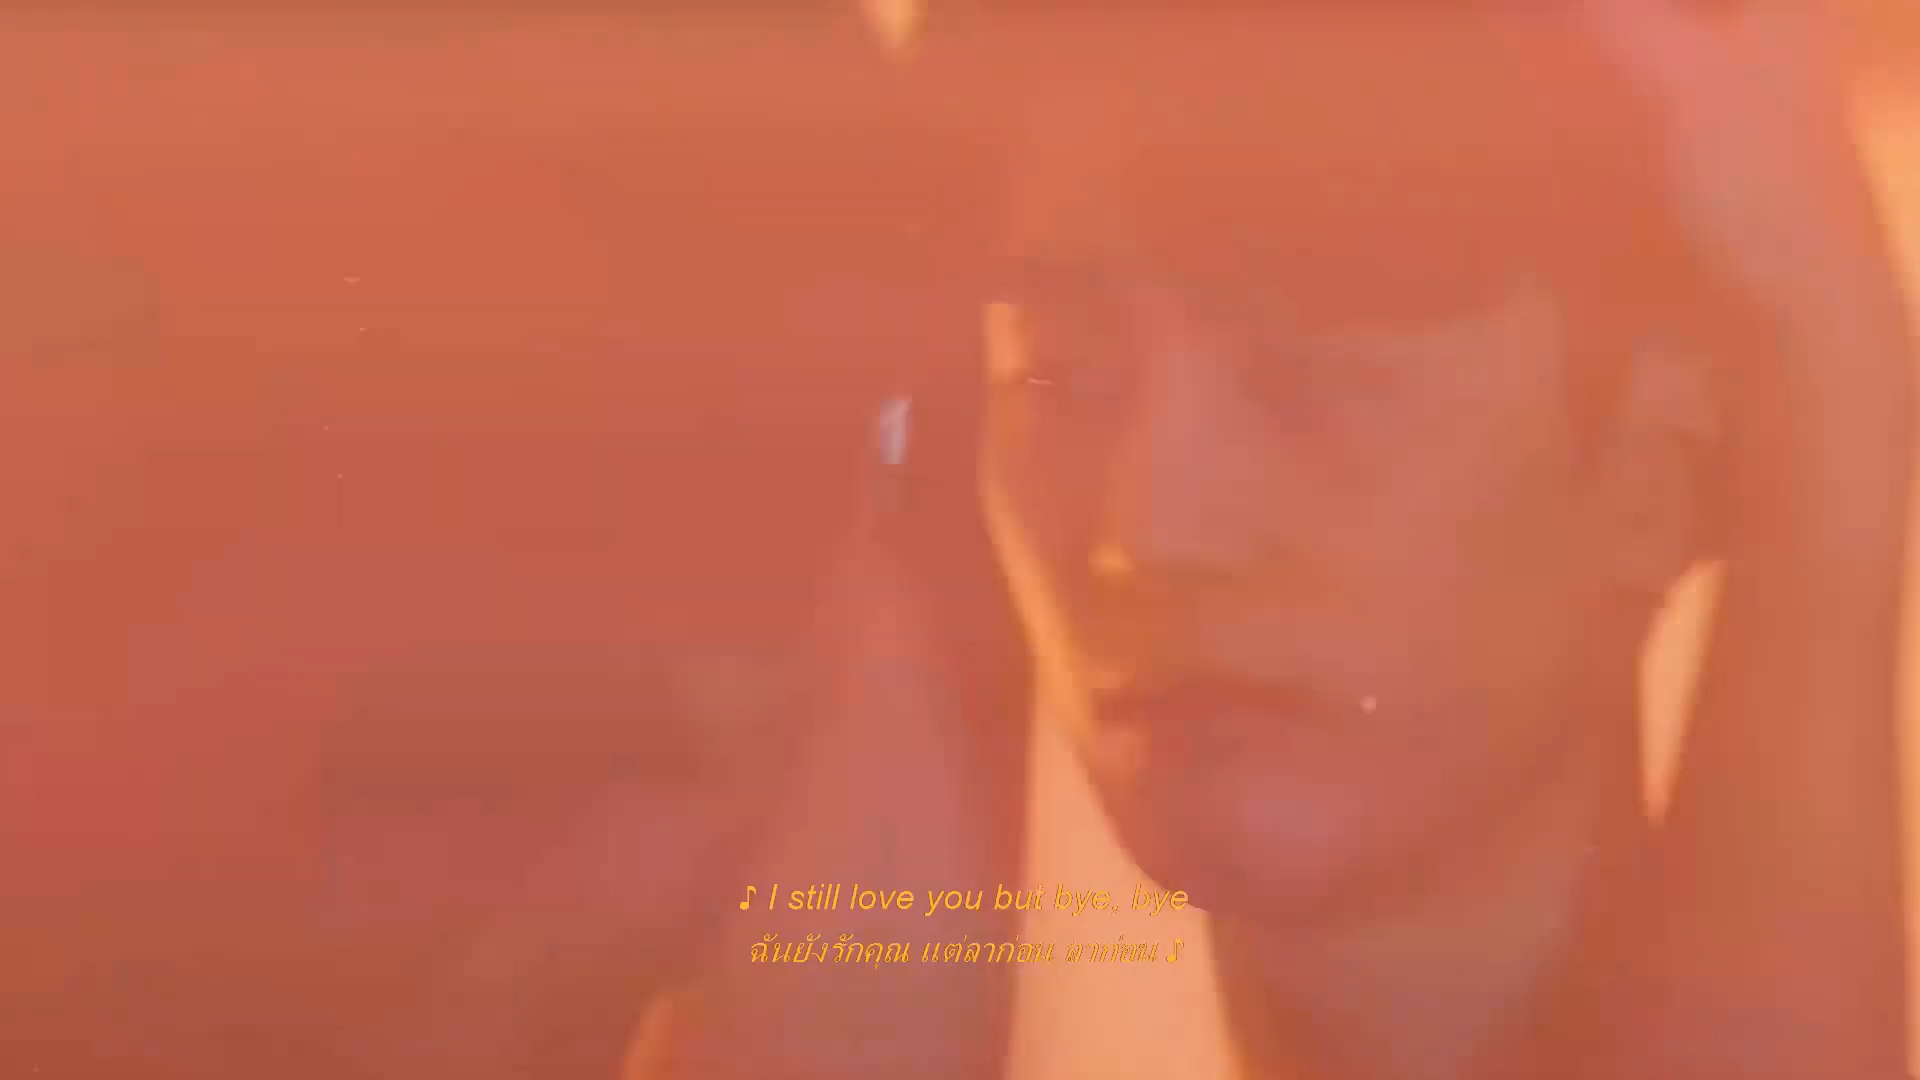 ♪ I still love you but bye, bye
ฉันยังรักคุณ แต่ลาก่อน ลาก่อน ♪